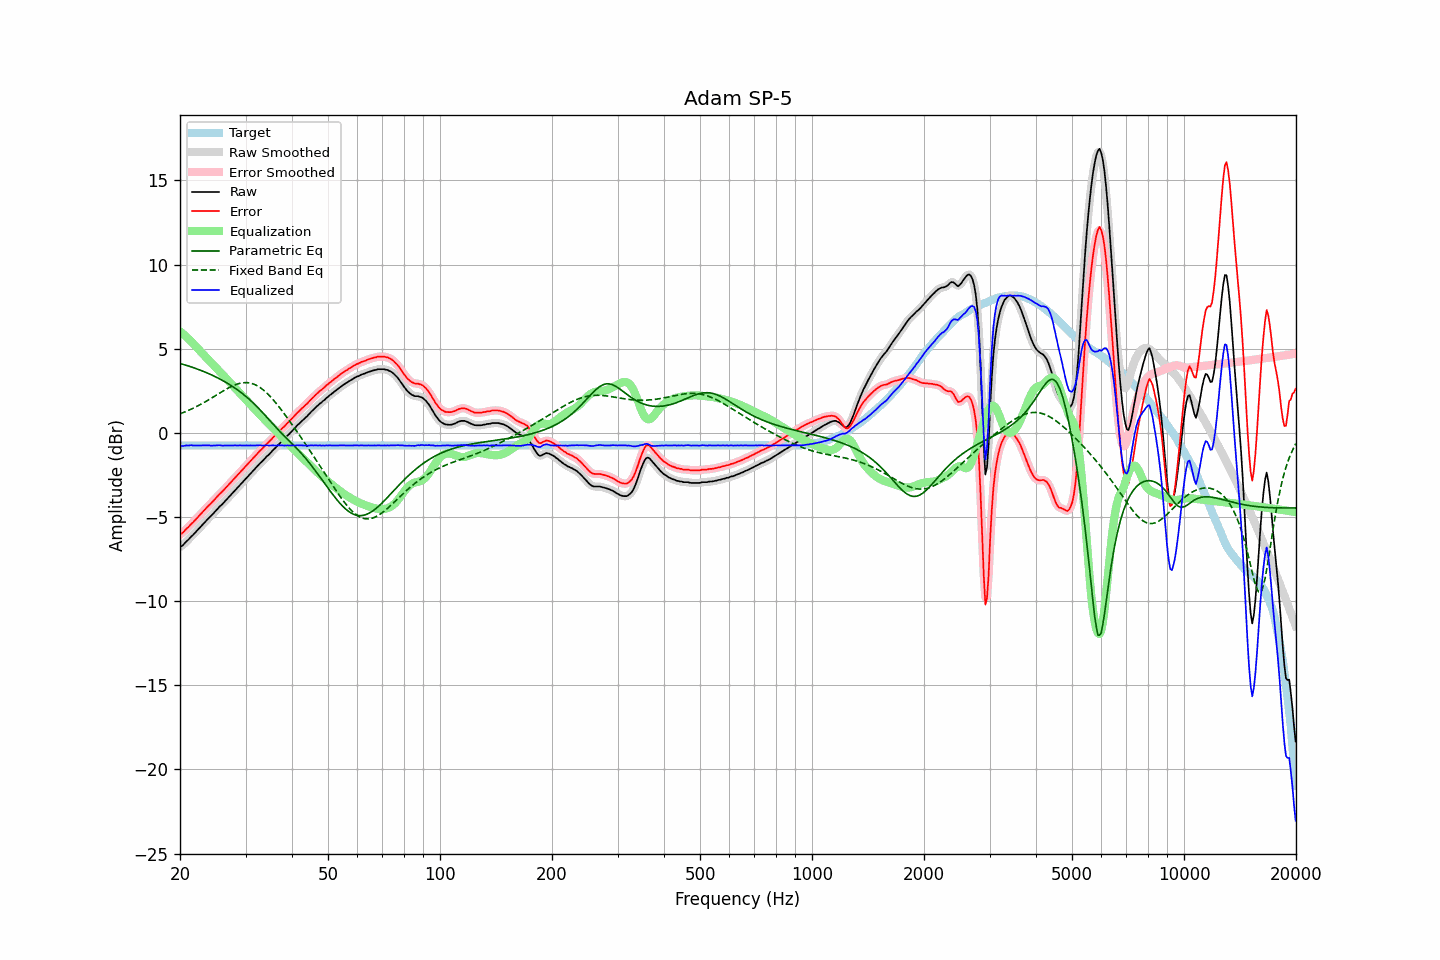 Adam SP-5
Target
Raw Smoothed
Error Smoothed
Raw
Error
Equalization
Parametric Eq
Fixed Band Eq
Equalized
15
10
5
0
−5
−10
−15
−20
−25
Amplitude (dBr)
20
50
100
200
500
1000
2000
5000
10000
20000
Frequency (Hz)